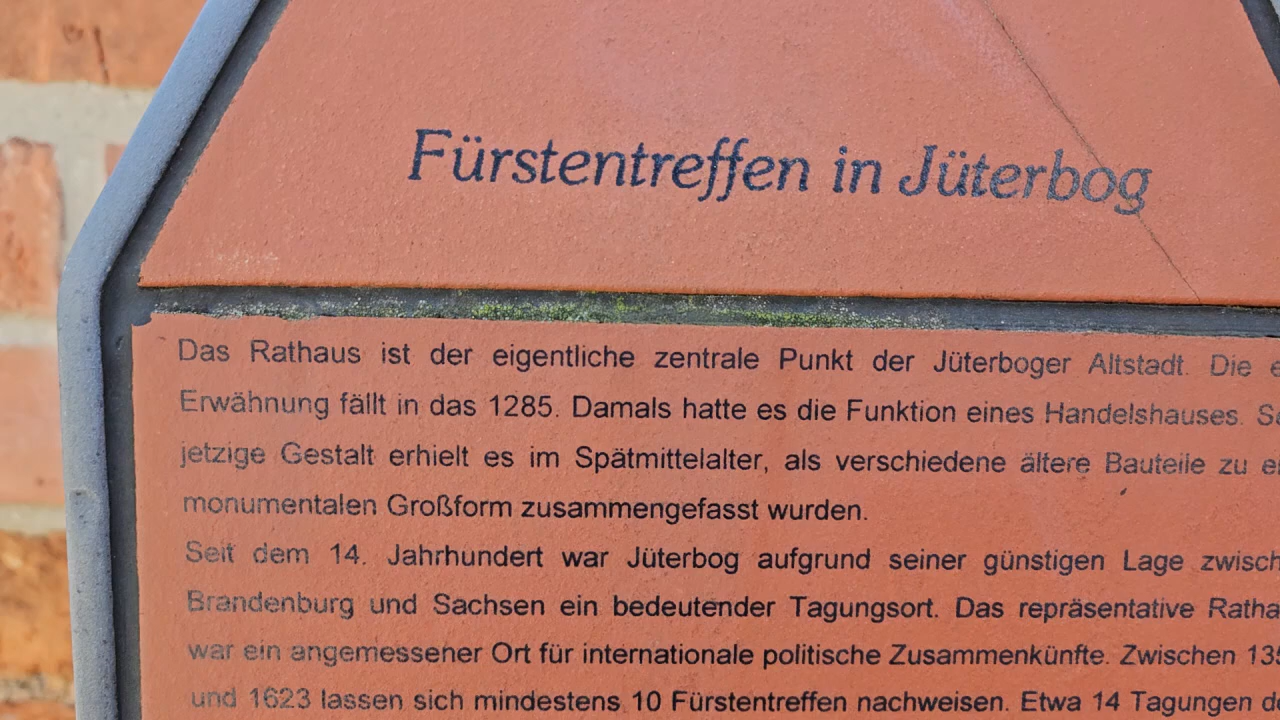 Fürstentreffen in Jüterbog
Das Rathaus ist der eigentliche zentrale Punkt der Jüterboger Altstadt. Die
Erwähnung fällt in das 1285. Damals hatte es die Funktion eines Handelshauses.
jetzige Gestalt erhielt es im Spätmittelalter, als verschiedene ältere Bauteile zu
monumentalen Großform zusammengefasst wurden.
Seit dem 14. Jahrhundert war Jüterbog aufgrund seiner günstigen Lage
Brandenburg und Sachsen ein bedeutender Tagungsort. Das repräsentative
war ein angemessener Ort für internationale politische Zusammenkünfte. Zwischen
und 1623 lassen sich mindestens 10 Fürstentreffen nachweisen. Etwa 14 Tagungen